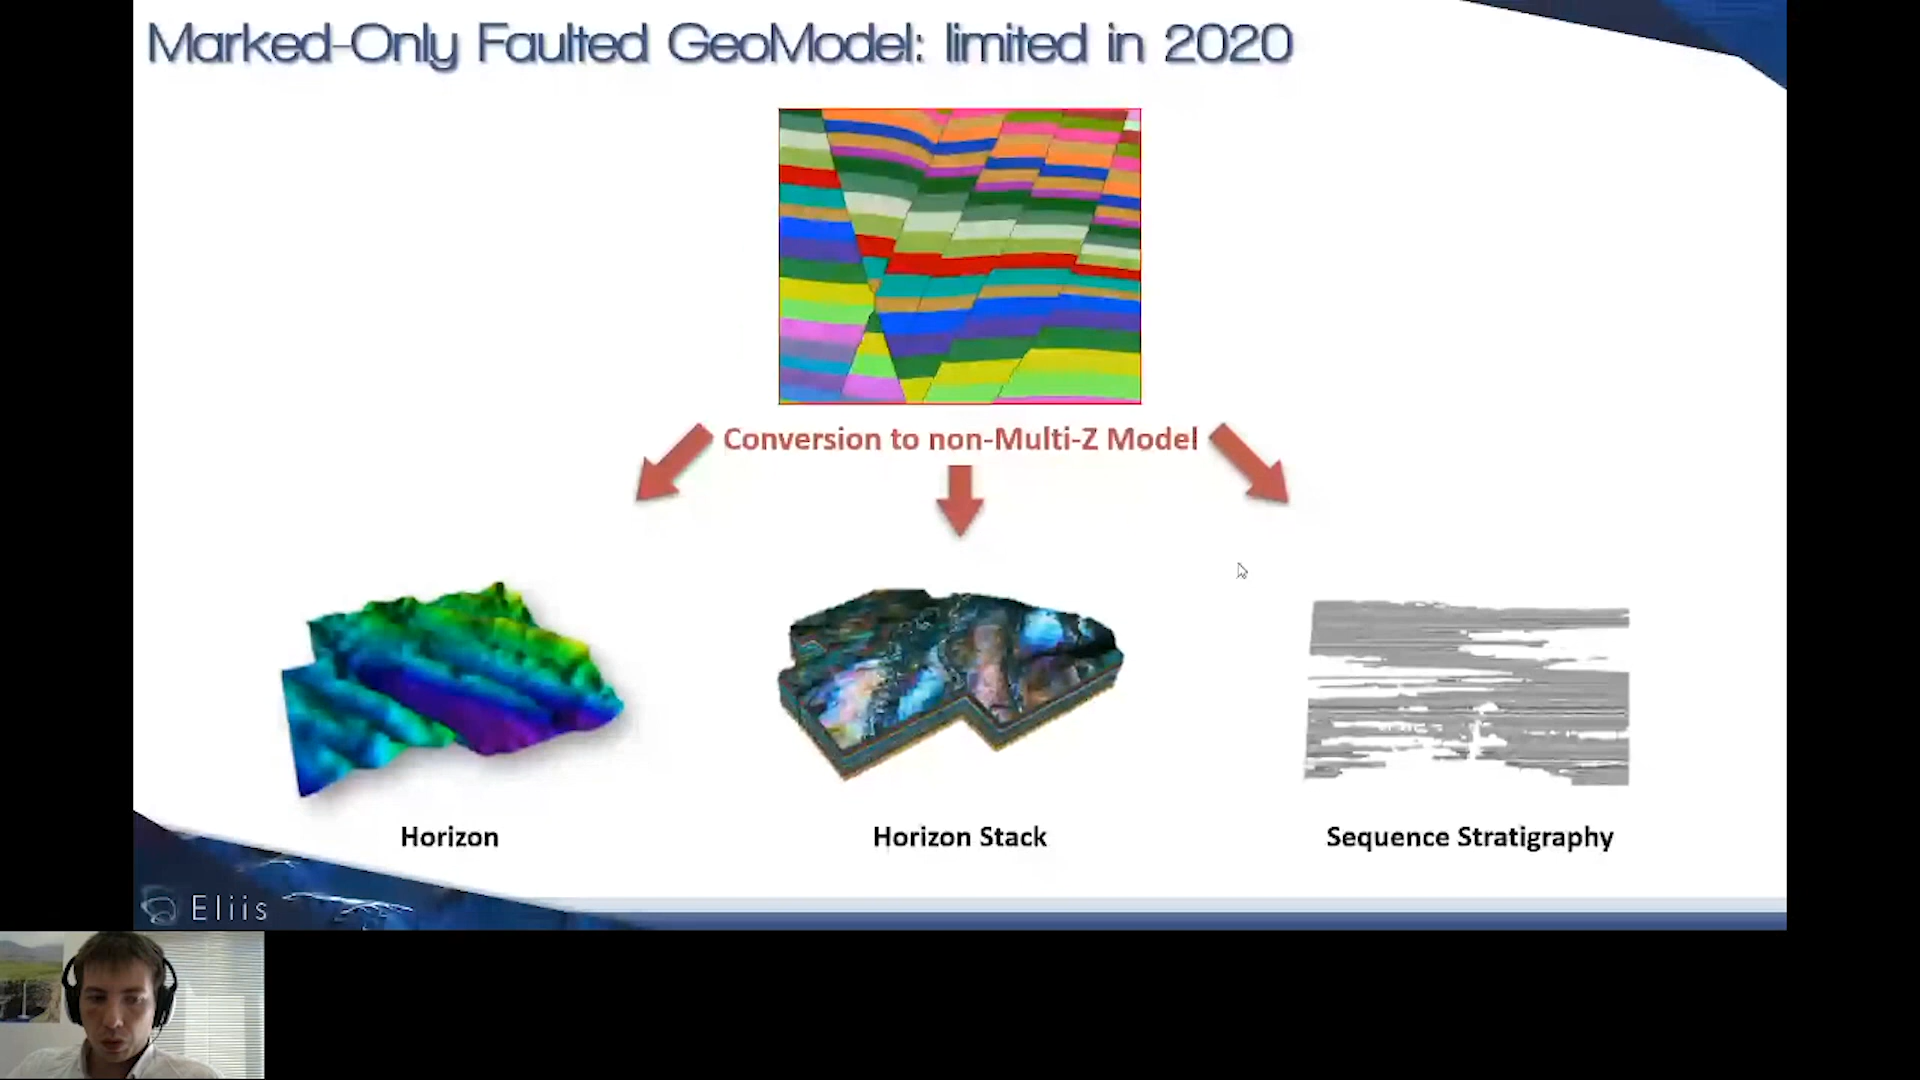 Marked-Only Faulted GeoModel: limited in 2020
Conversion to non-Multi-Z Model
Horizon
Horizon Stack
Sequence Stratigraphy
Eliis